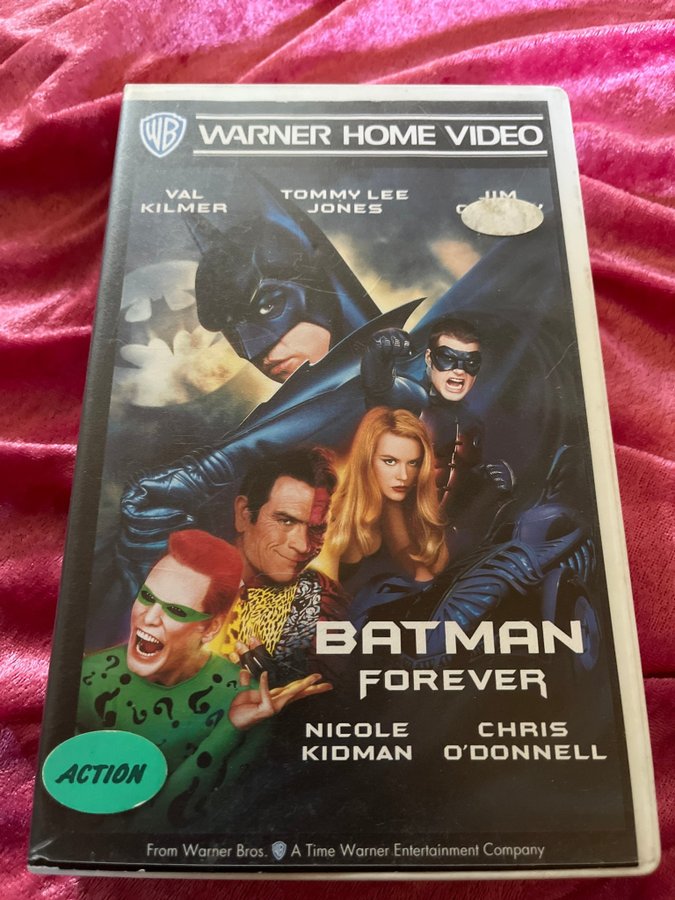 WB WARNER HOME VIDEO
VAL TOMMY LEE JIM
KILMER JONES
BATMAN
FOREVER
NICOLE CHRIS
KIDMAN O'DONNELL
ACTION
From Warner Bros. A Time Warner Entertainment Company